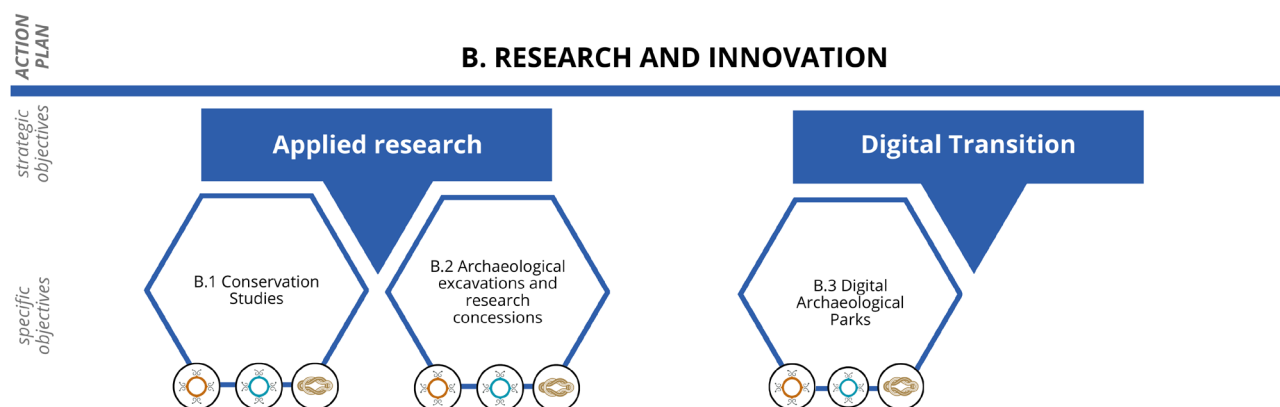 ACTION
PLAN
B. RESEARCH AND INNOVATION
strategic
objectives
Applied research
Digital Transition
specific
objectives
B.1 Conservation
Studies
B.2 Archaeological
excavations and
research
concessions
B.3 Digital
Archaeological
Parks